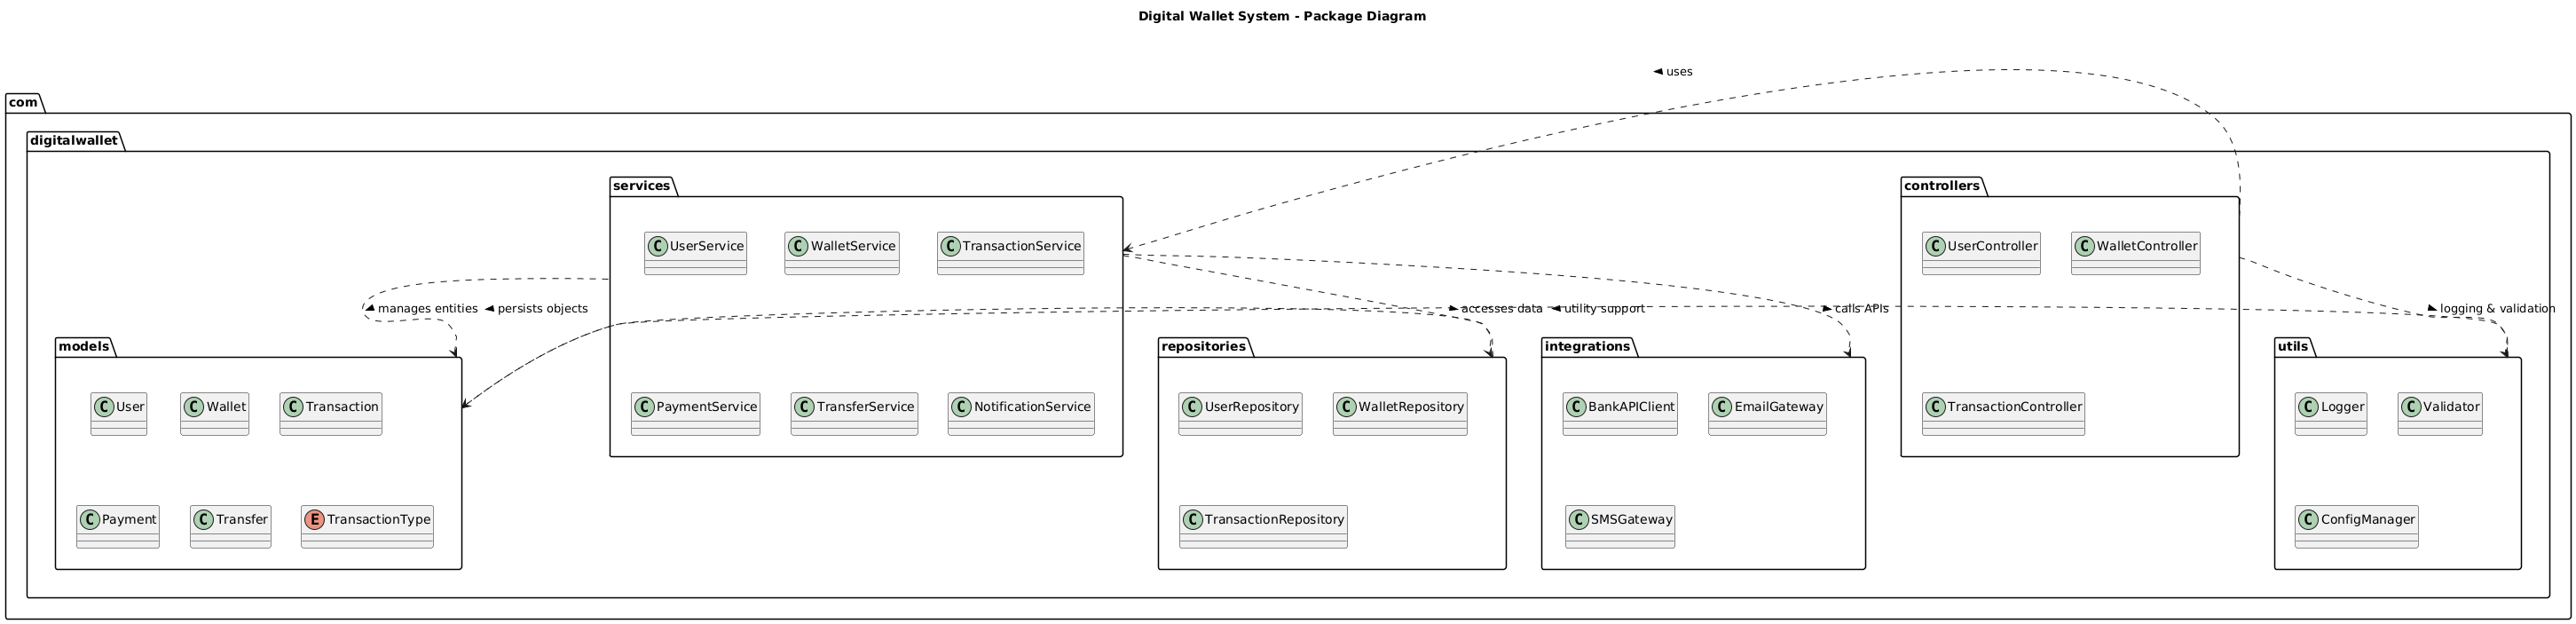 Digital Wallet System - Package Diagram
uses
com
digitalwallet
services
controllers
UserService
WalletService
TransactionService
UserController
WalletController
manages entities
persists objects
accesses data
utility support
calls APIs
logging & validation
models
repositories
integrations
utils
User
Wallet
Transaction
PaymentService
TransferService
NotificationService
UserRepository
WalletRepository
BankAPIClient
EmailGateway
TransactionController
Logger
Validator
Payment
Transfer
TransactionType
TransactionRepository
SMSGateway
ConfigManager